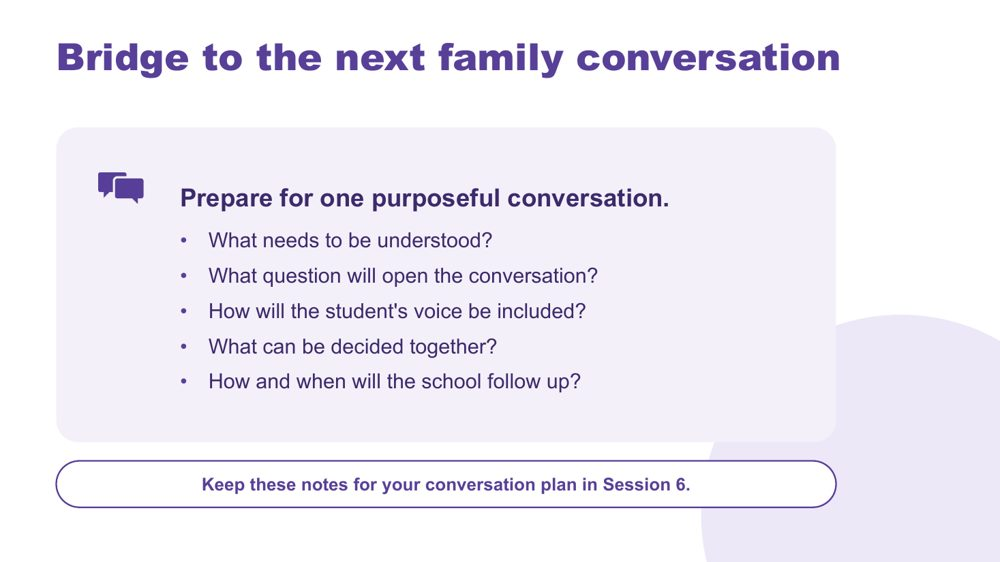 Bridge to the next family conversation
Prepare for one purposeful conversation.
• What needs to be understood?
• What question will open the conversation?
• How will the student's voice be included?
• What can be decided together?
• How and when will the school follow up?
Keep these notes for your conversation plan in Session 6.